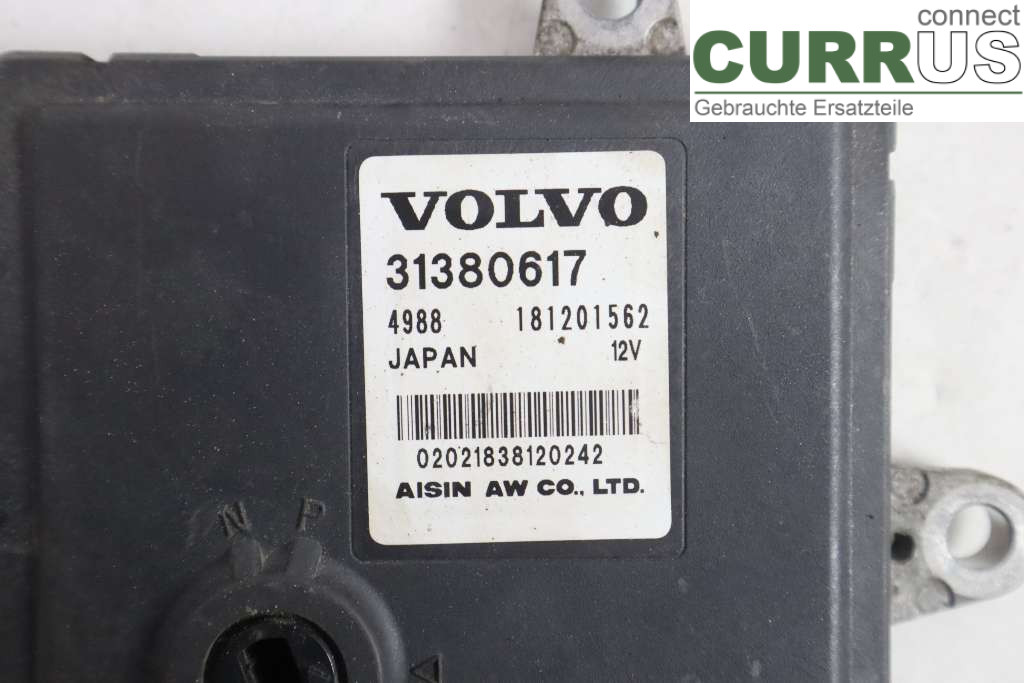 connect
CURRUS
Gebrauchte Ersatzteile
VOLVO
31380617
4988 181201562
JAPAN 12V
02021838120242
AISIN AW CO., LTD.
N P